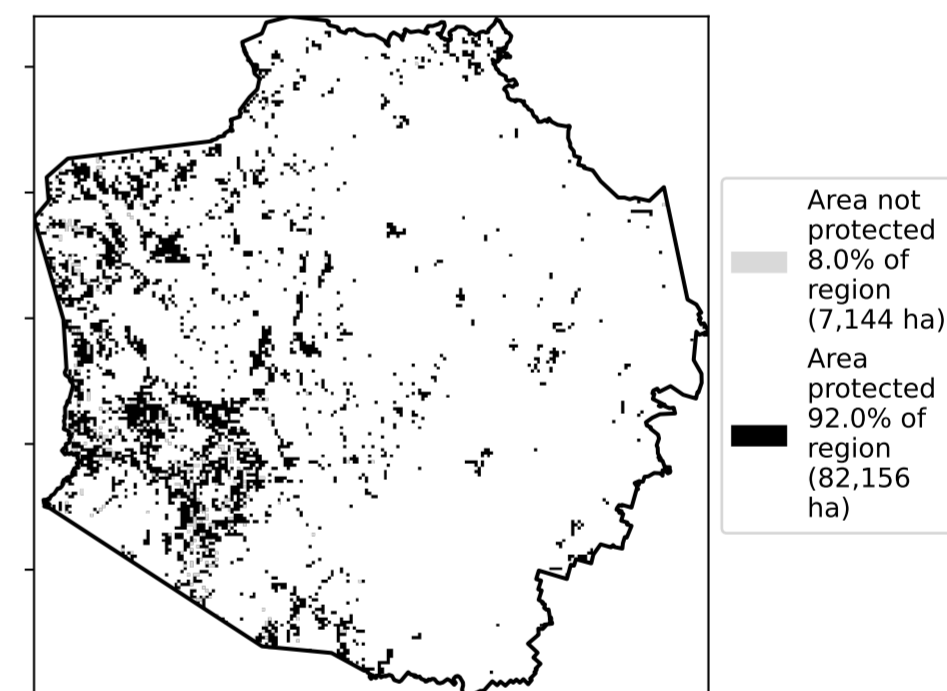 Area not
protected
8.0% of
region
(7,144 ha)
Area
protected
92.0% of
region
(82,156
ha)